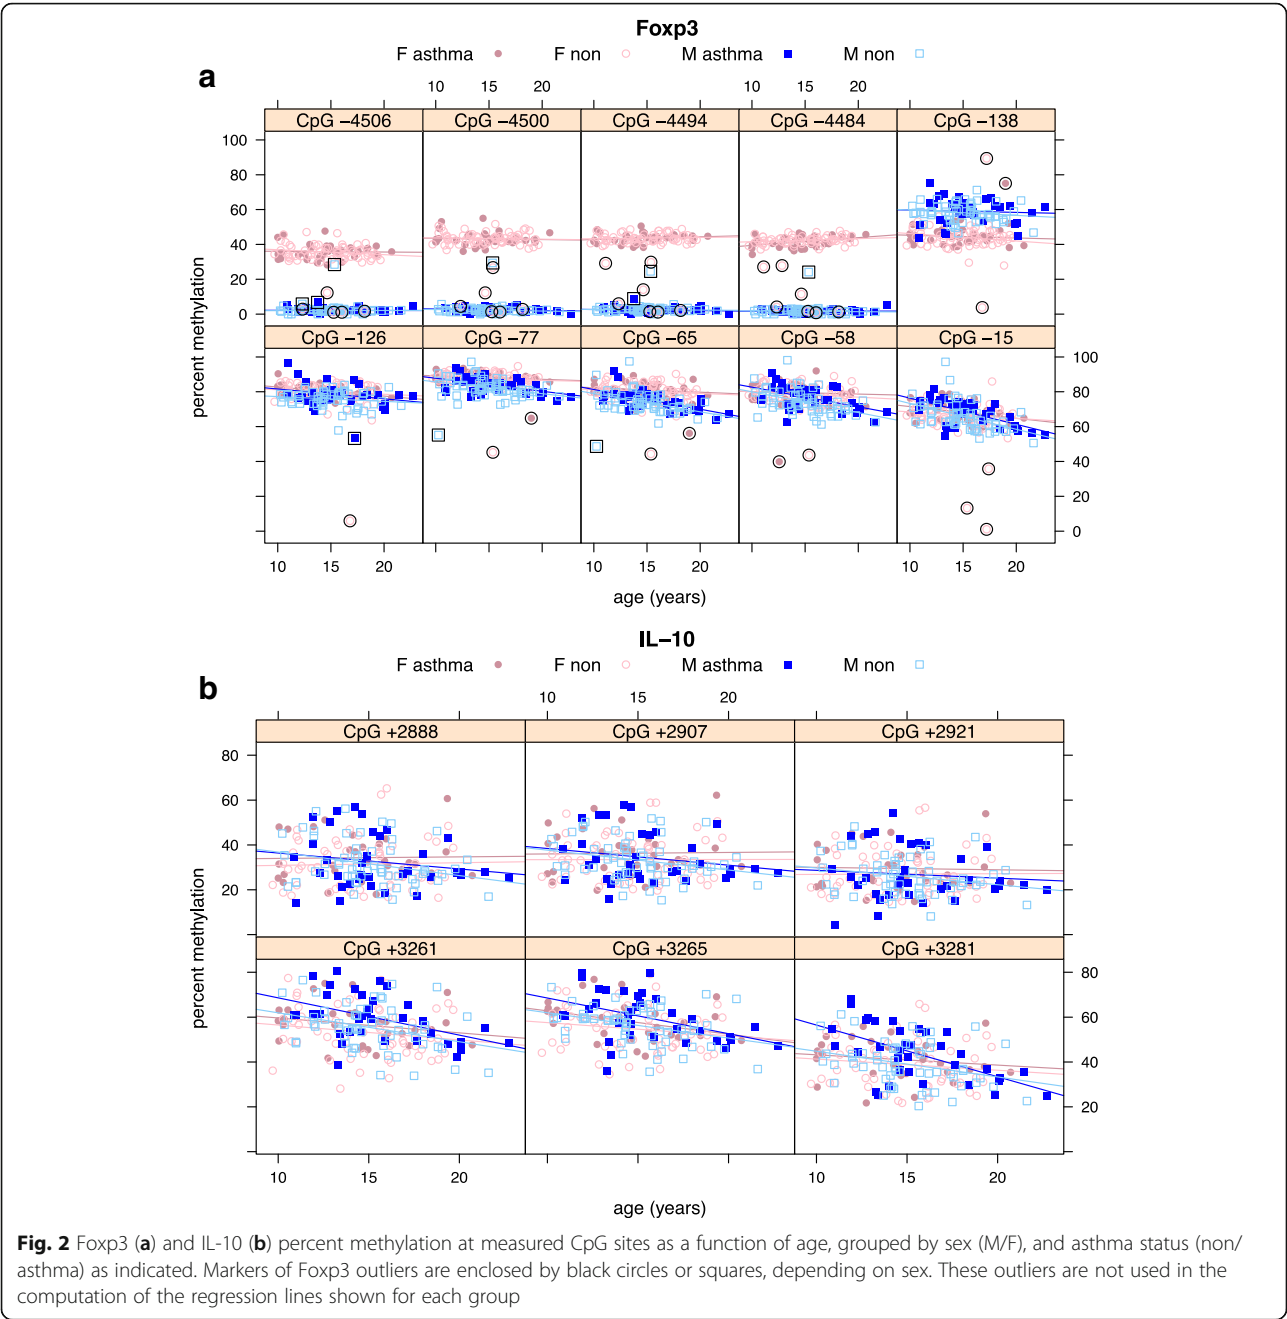 Foxp3
F asthma F non M asthma M non
a
10 15 20 10 15 20
CpG −4506 CpG −4500 CpG −4494 CpG −4484 CpG −138
100
80
60
40
20
0
percent methylation
CpG −126 CpG −77 CpG −65 CpG −58 CpG −15
100
80
60
40
20
0
10 15 20 10 15 20 10 15 20
age (years)
IL−10
F asthma F non M asthma M non
b
10 15 20
CpG +2888 CpG +2907 CpG +2921
80
60
40
20
percent methylation
CpG +3261 CpG +3265 CpG +3281
80
60
40
20
10 15 20 10 15 20
age (years)
Fig. 2 Foxp3 (a) and IL-10 (b) percent methylation at measured CpG sites as a function of age, grouped by sex (M/F), and asthma status (non/
asthma) as indicated. Markers of Foxp3 outliers are enclosed by black circles or squares, depending on sex. These outliers are not used in the
computation of the regression lines shown for each group